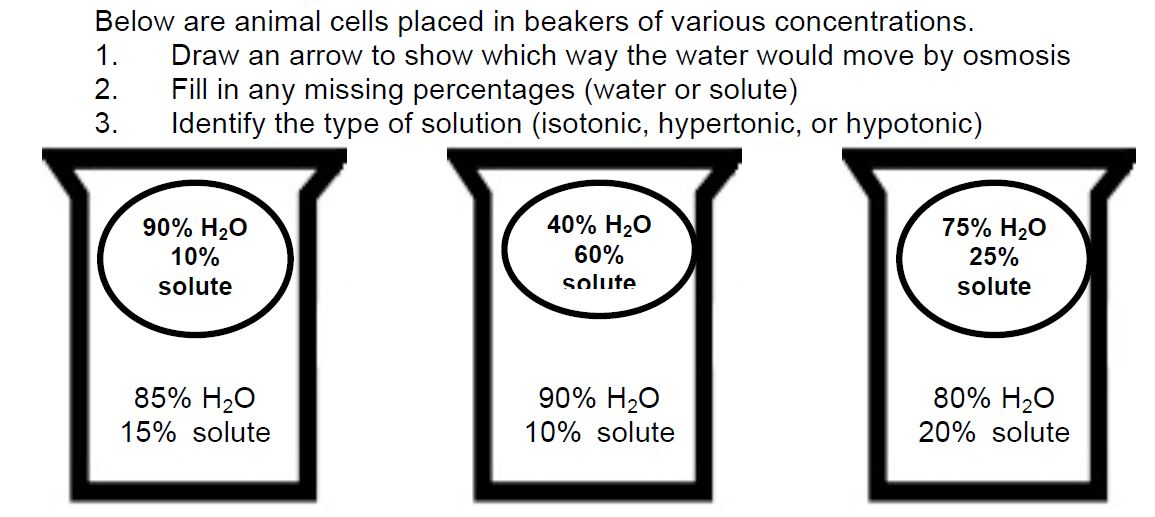 Below are animal cells placed in beakers of various concentrations.
1. Draw an arrow to show which way the water would move by osmosis
2. Fill in any missing percentages (water or solute)
3. Identify the type of solution (isotonic, hypertonic, or hypotonic)
90% H₂O
10%
solute
85% H₂O
15% solute
40% H₂O
60%
solute
90% H₂O
10% solute
75% H₂O
25%
solute
80% H₂O
20% solute